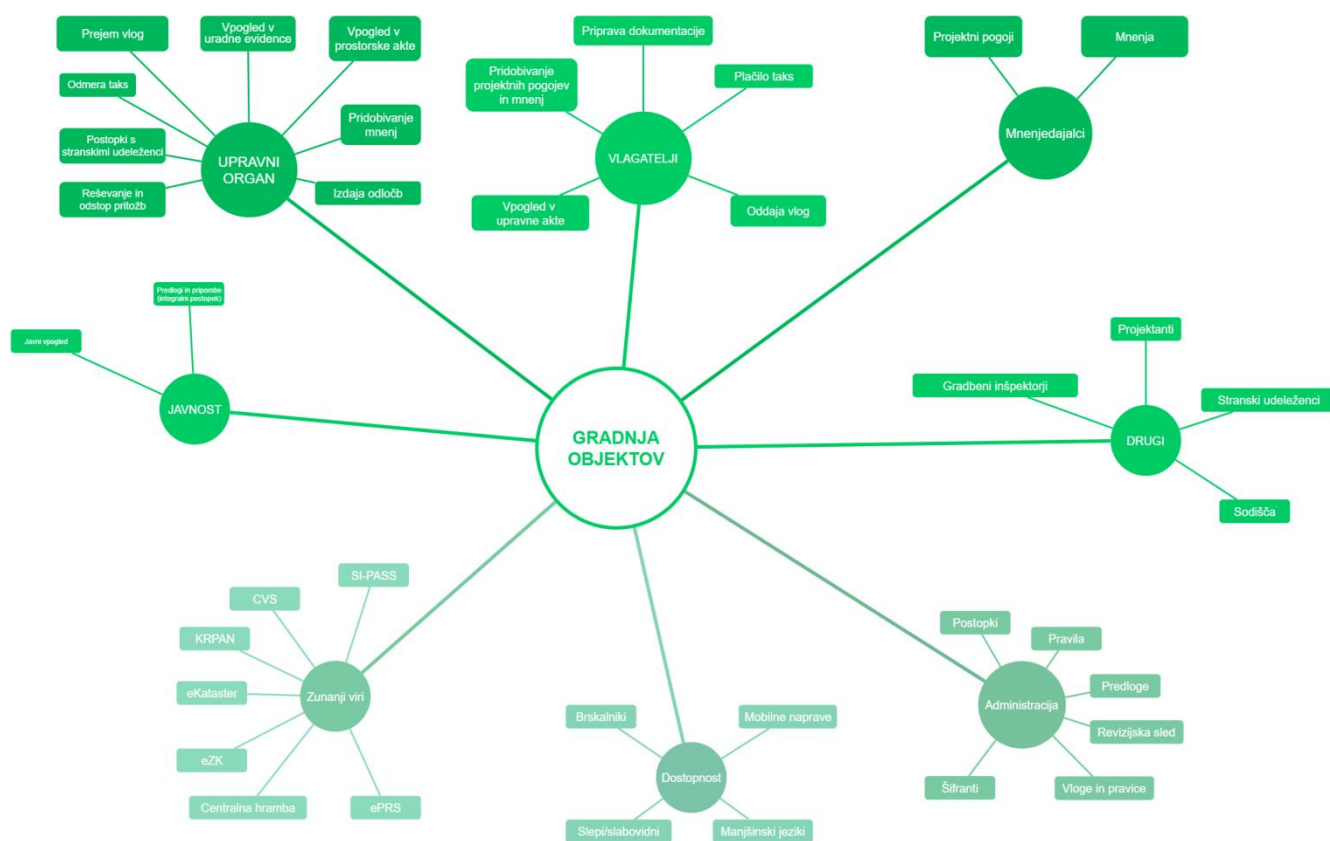 Prejem vlog
Vpogled v
uradne evidence
Vpogled v
prostorske akte
Odmera taks
Pridobivanje
mnenj
Postopki s
stranskimi udeleženci
UPRAVNI
ORGAN
Reševanje in
odstop pritožb
Izdaja odločb
Priprava dokumentacije
Pridobivanje
projektnih pogojev
in mnenj
Plačilo taks
VLAGATELJI
Vpogled v
upravne akte
Oddaja vlog
Projektni pogoji
Mnenja
Mnenjedajalci
Predlogi in pripombe
(integralni postopek)
Javni vpogled
JAVNOST
GRADNJA
OBJEKTOV
Projektanti
Gradbeni inšpektorji
Stranski udeleženci
DRUGI
Sodišča
SI-PASS
CVS
KRPAN
eKataster
Zunanji viri
eZK
Centralna hramba
ePRS
Brskalniki
Mobilne naprave
Dostopnost
Slepi/slabovidni
Manjšinski jeziki
Postopki
Pravila
Predloge
Administracija
Revizijska sled
Šifranti
Vloge in pravice